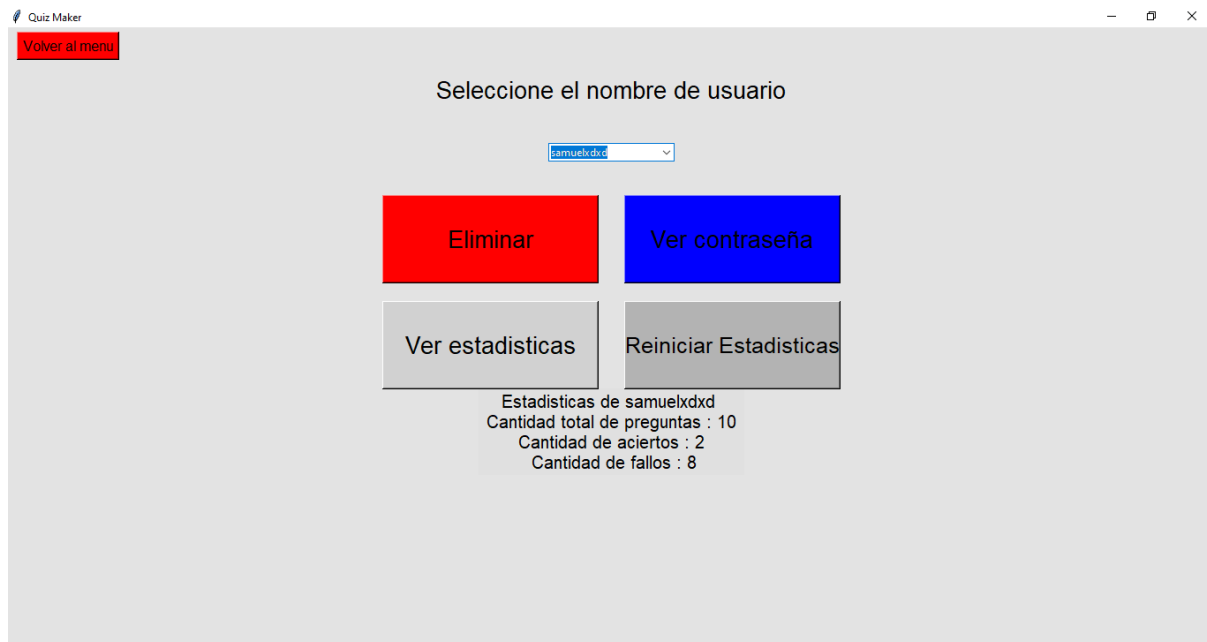 Quiz Maker
Volver al menu
Seleccione el nombre de usuario
samuelxdxd
Eliminar
Ver contraseña
Ver estadisticas
Reiniciar Estadisticas
Estadisticas de samuelxdxd
Cantidad total de preguntas : 10
Cantidad de aciertos : 2
Cantidad de fallos : 8